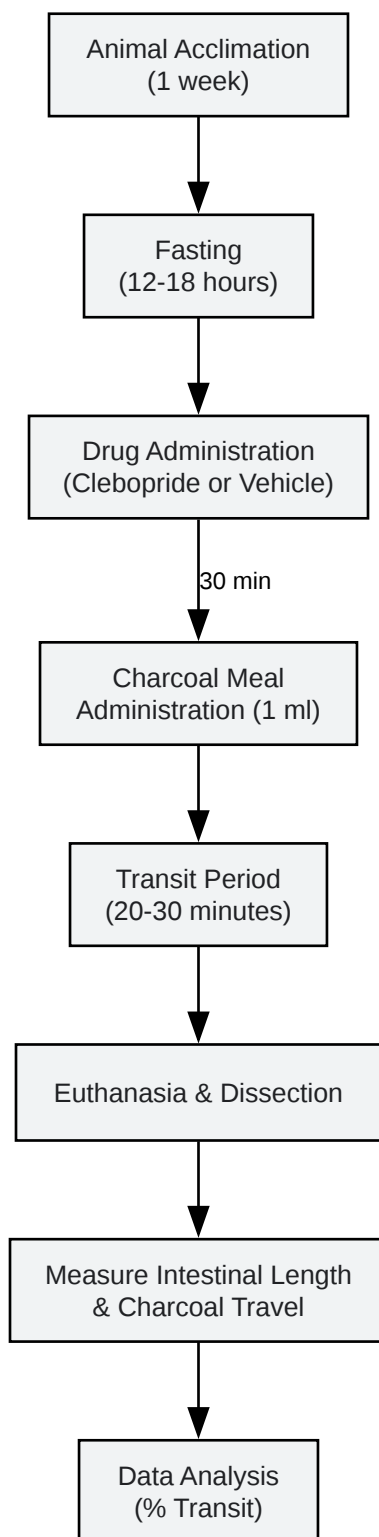 Animal Acclimation
(1 week)
Fasting
(12-18 hours)
Drug Administration
(Clebopride or Vehicle)
30 min
Charcoal Meal
Administration (1 ml)
Transit Period
(20-30 minutes)
Euthanasia & Dissection
Measure Intestinal Length
& Charcoal Travel
Data Analysis
(% Transit)